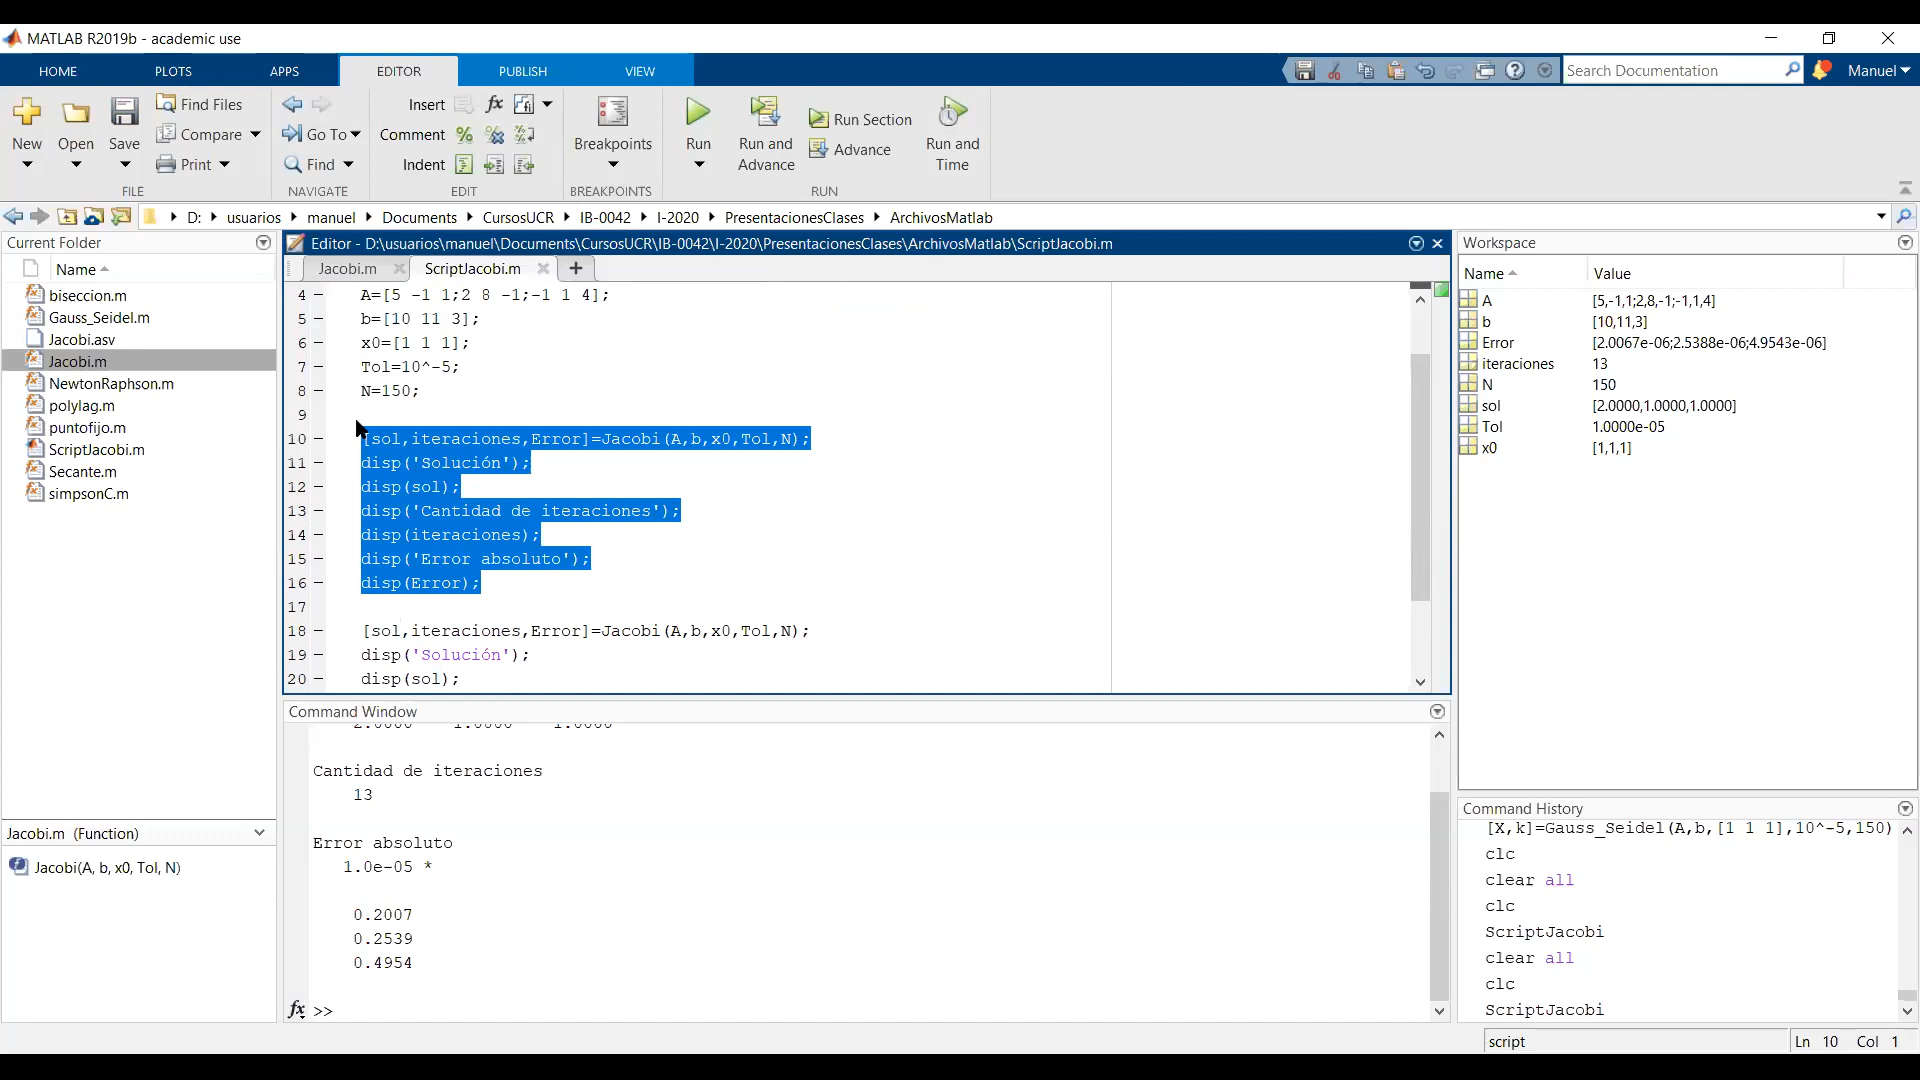 MATLAB R2019b - academic use
HOME PLOTS APPS EDITOR PUBLISH VIEW
Search Documentation
Manuel
New Open Save
Find Files
Compare
Print
FILE
Go To
Find
NAVIGATE
Insert
Comment
Indent
EDIT
Breakpoints
BREAKPOINTS
Run
Run and Advance
Run Section
Advance
Run and Time
RUN
D: usuarios manuel Documents CursosUCR IB-0042 I-2020 PresentacionesClases ArchivosMatlab
Current Folder
Name
biseccion.m
Gauss_Seidel.m
Jacobi.asv
Jacobi.m
NewtonRaphson.m
polylag.m
puntofijo.m
ScriptJacobi.m
Secante.m
simpsonC.m
Jacobi.m (Function)
Jacobi(A, b, x0, Tol, N)
Editor - D:\usuarios\manuel\Documents\CursosUCR\IB-0042\I-2020\PresentacionesClases\ArchivosMatlab\ScriptJacobi.m
Jacobi.m ScriptJacobi.m
4 – A=[5 -1 1;2 8 -1;-1 1 4];
5 – b=[10 11 3];
6 – x0=[1 1 1];
7 – Tol=10^-5;
8 – N=150;
9
10 – [sol,iteraciones,Error]=Jacobi(A,b,x0,Tol,N);
11 – disp('Solución');
12 – disp(sol);
13 – disp('Cantidad de iteraciones');
14 – disp(iteraciones);
15 – disp('Error absoluto');
16 – disp(Error);
17
18 – [sol,iteraciones,Error]=Jacobi(A,b,x0,Tol,N);
19 – disp('Solución');
20 – disp(sol);
Command Window
2.0000 1.0000 1.0000
Cantidad de iteraciones
13
Error absoluto
1.0e-05 *
0.2007
0.2539
0.4954
fx >>
Workspace
Name Value
A [5,-1,1;2,8,-1;-1,1,4]
b [10,11,3]
Error [2.0067e-06;2.5388e-06;4.9543e-06]
iteraciones 13
N 150
sol [2.0000,1.0000,1.0000]
Tol 1.0000e-05
x0 [1,1,1]
Command History
[X,k]=Gauss_Seidel(A,b,[1 1 1],10^-5,150)
clc
clear all
clc
ScriptJacobi
clear all
clc
ScriptJacobi
script
Ln 10 Col 1